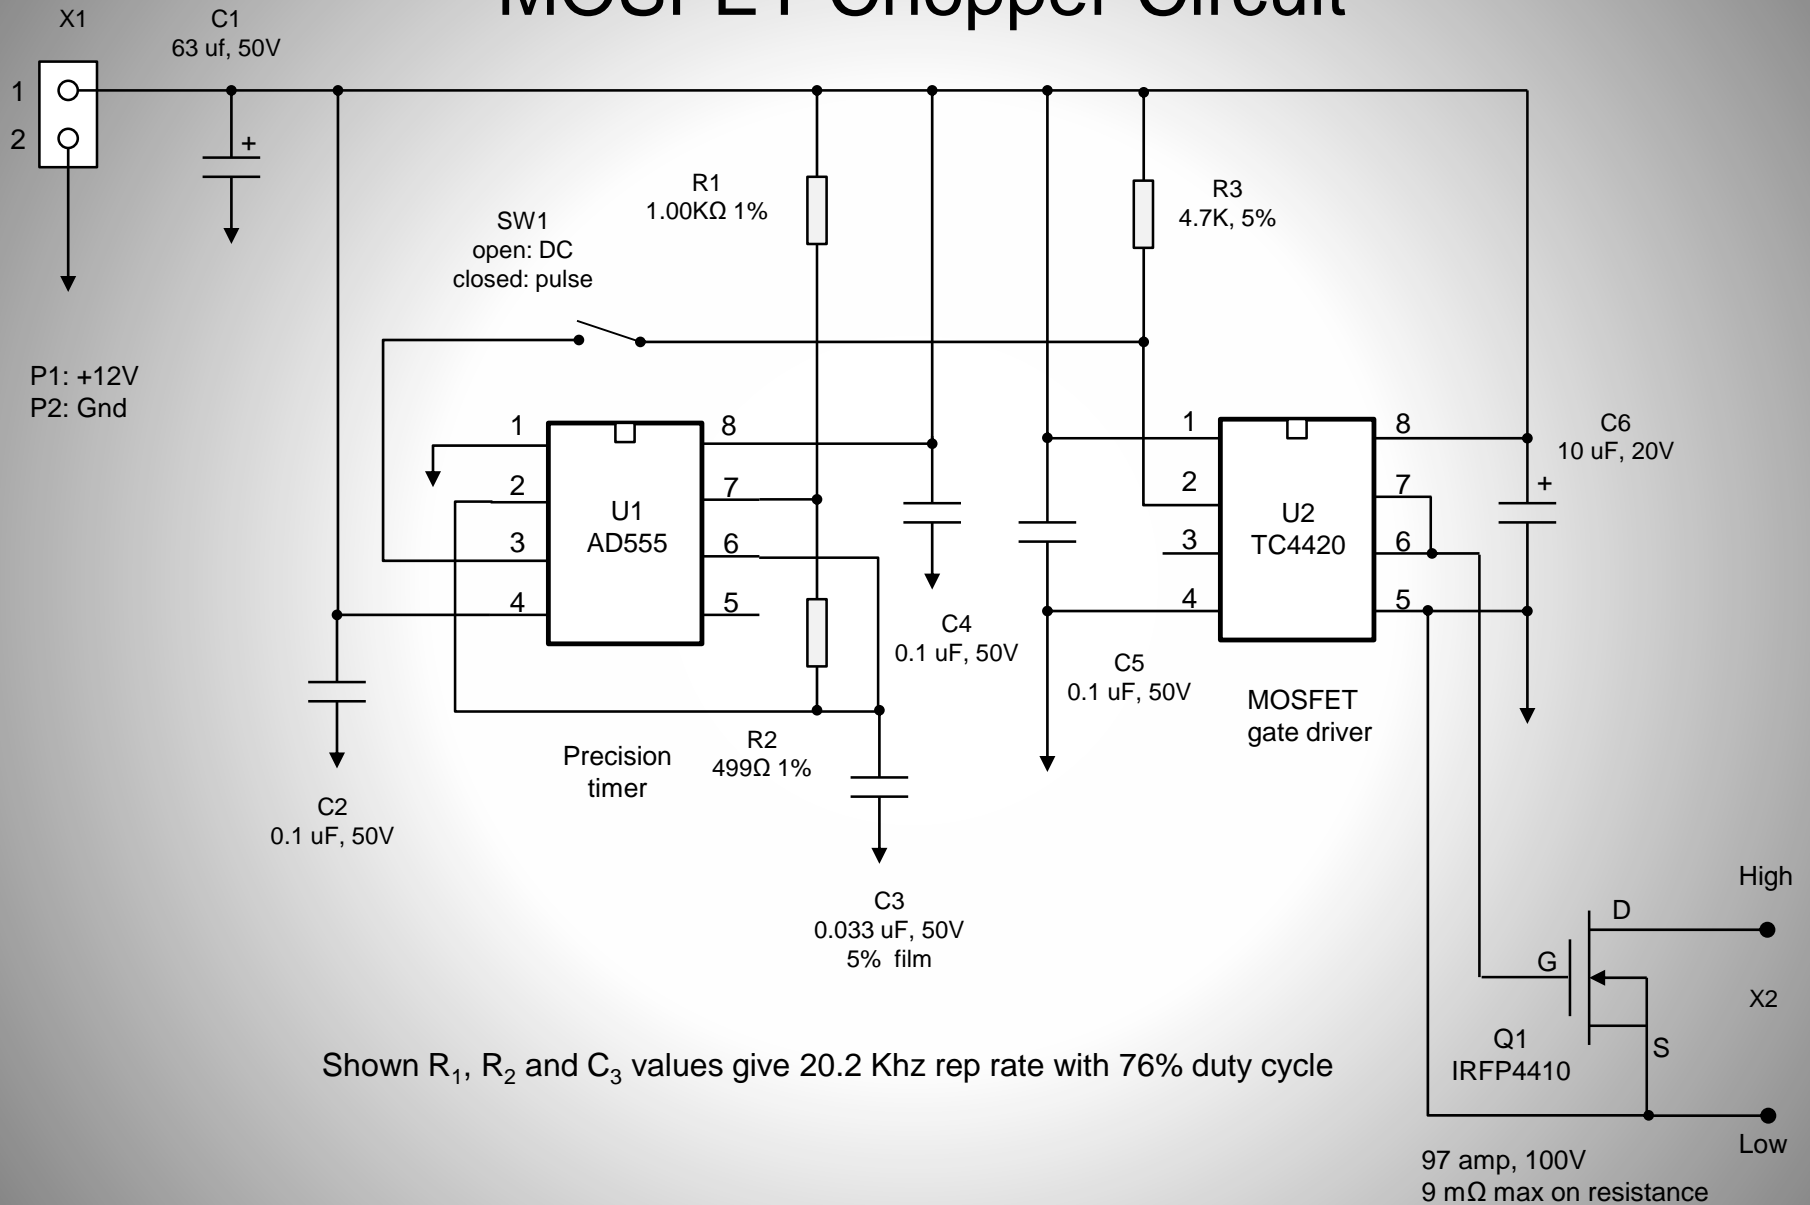 MOSFET Chopper Circuit
X1
C1
63 uf, 50V
1
2
P1: +12V
P2: Gnd
SW1
open: DC
closed: pulse
R1
1.00KΩ 1%
R3
4.7K, 5%
1
2
3
4
8
7
6
5
U1
AD555
Precision
timer
C2
0.1 uF, 50V
R2
499Ω 1%
C3
0.033 uF, 50V
5% film
C4
0.1 uF, 50V
C5
0.1 uF, 50V
1
2
3
4
8
7
6
5
U2
TC4420
MOSFET
gate driver
C6
10 uF, 20V
+
+
High
D
G
X2
Q1
IRFP4410
S
Low
97 amp, 100V
9 mΩ max on resistance
Shown R₁, R₂ and C₃ values give 20.2 Khz rep rate with 76% duty cycle